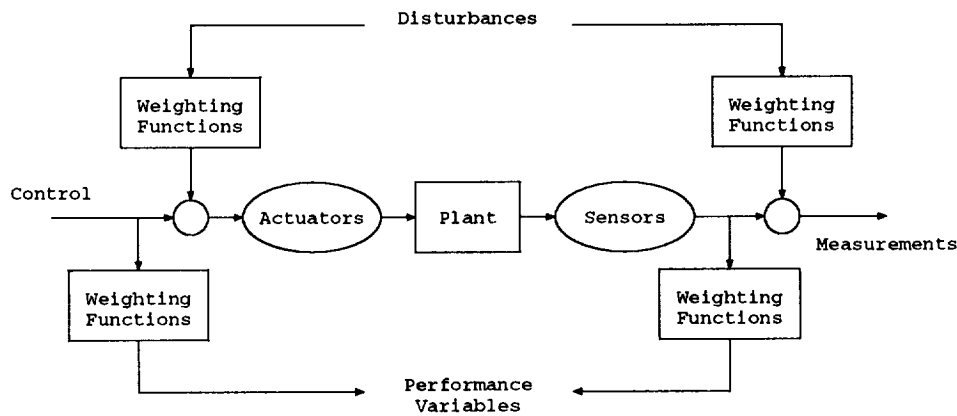 Disturbances
Weighting
Functions
Weighting
Functions
Control
Actuators
Plant
Sensors
Measurements
Weighting
Functions
Weighting
Functions
Performance
Variables